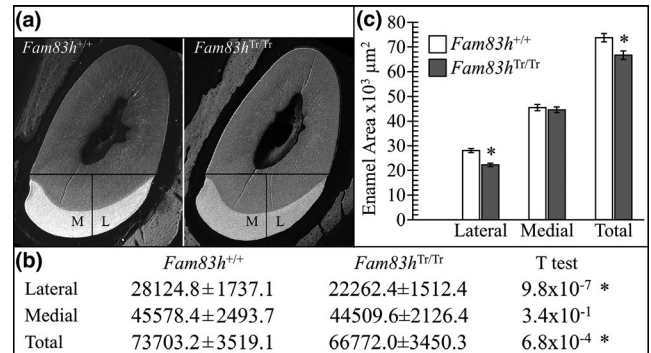 (a)
Fam83h+/+
Fam83hTr/Tr
M L
M L
(c)
Enamel Area x10³ µm²
80
70
60
50
40
30
20
10
0
Fam83h+/+
Fam83hTr/Tr
*
*
Lateral Medial Total
(b)
Fam83h+/+ Fam83hTr/Tr T test
Lateral 28124.8±1737.1 22262.4±1512.4 9.8x10-7 *
Medial 45578.4±2493.7 44509.6±2126.4 3.4x10-1
Total 73703.2±3519.1 66772.0±3450.3 6.8x10-4 *